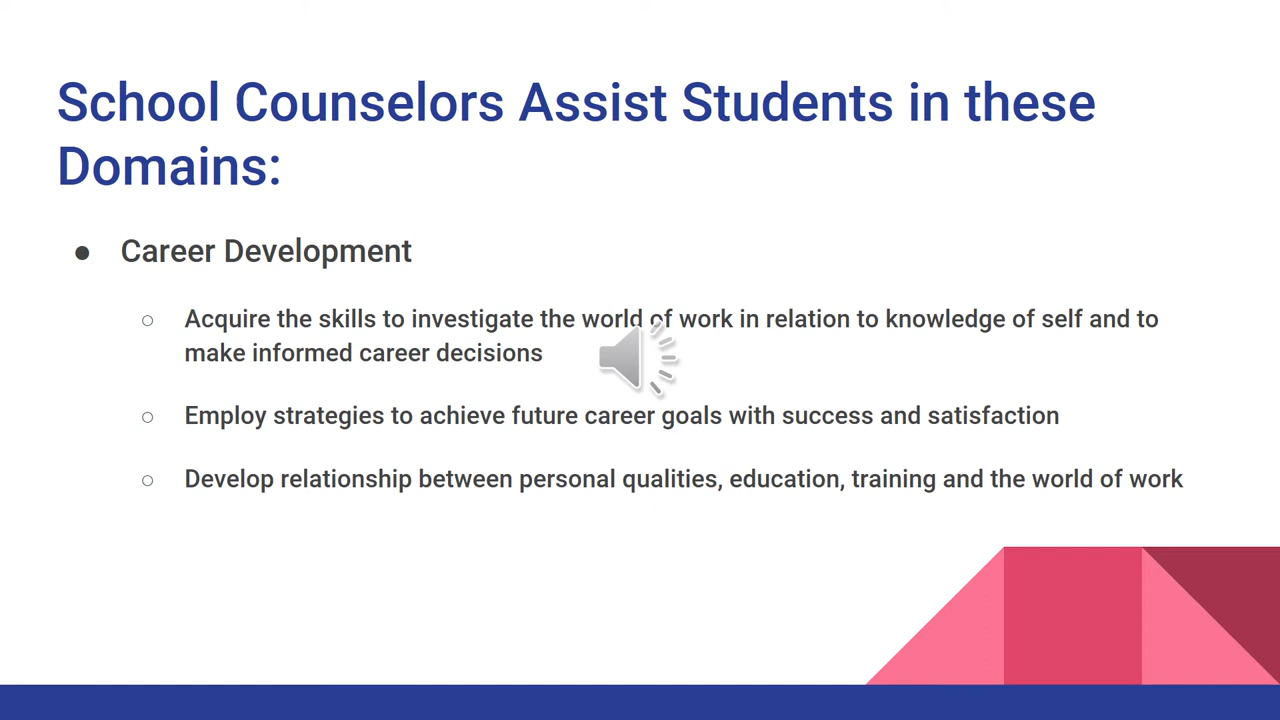 School Counselors Assist Students in these
Domains:
● Career Development
○ Acquire the skills to investigate the world of work in relation to knowledge of self and to
make informed career decisions
○ Employ strategies to achieve future career goals with success and satisfaction
○ Develop relationship between personal qualities, education, training and the world of work